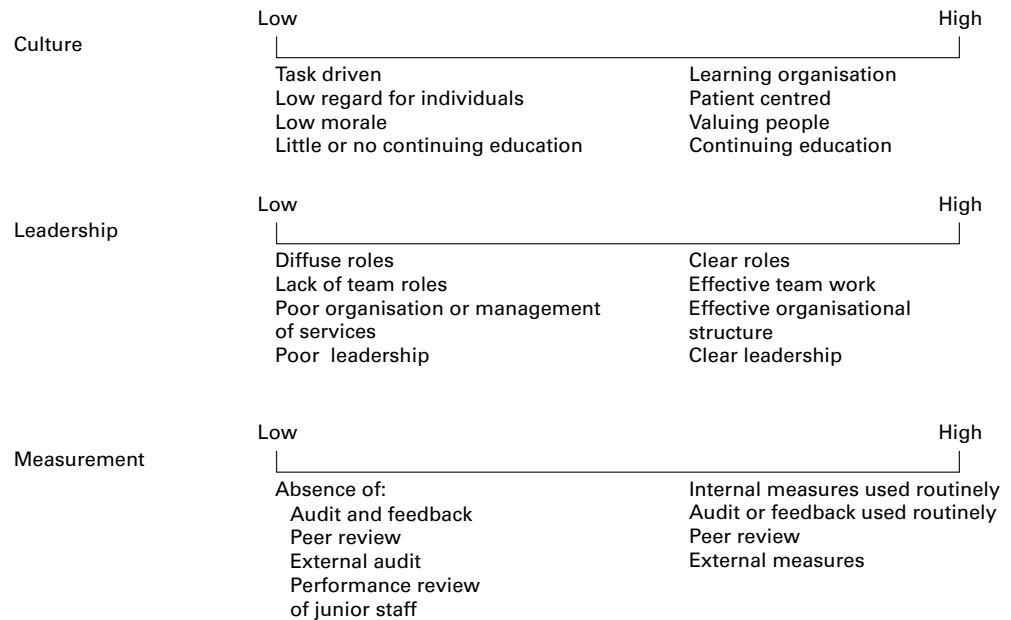 Low High
Culture
Task driven Learning organisation
Low regard for individuals Patient centred
Low morale Valuing people
Little or no continuing education Continuing education
Low High
Leadership
Diffuse roles Clear roles
Lack of team roles Effective team work
Poor organisation or management Effective organisational
of services structure
Poor leadership Clear leadership
Low High
Measurement
Absence of: Internal measures used routinely
Audit and feedback Audit or feedback used routinely
Peer review Peer review
External audit External measures
Performance review
of junior staff